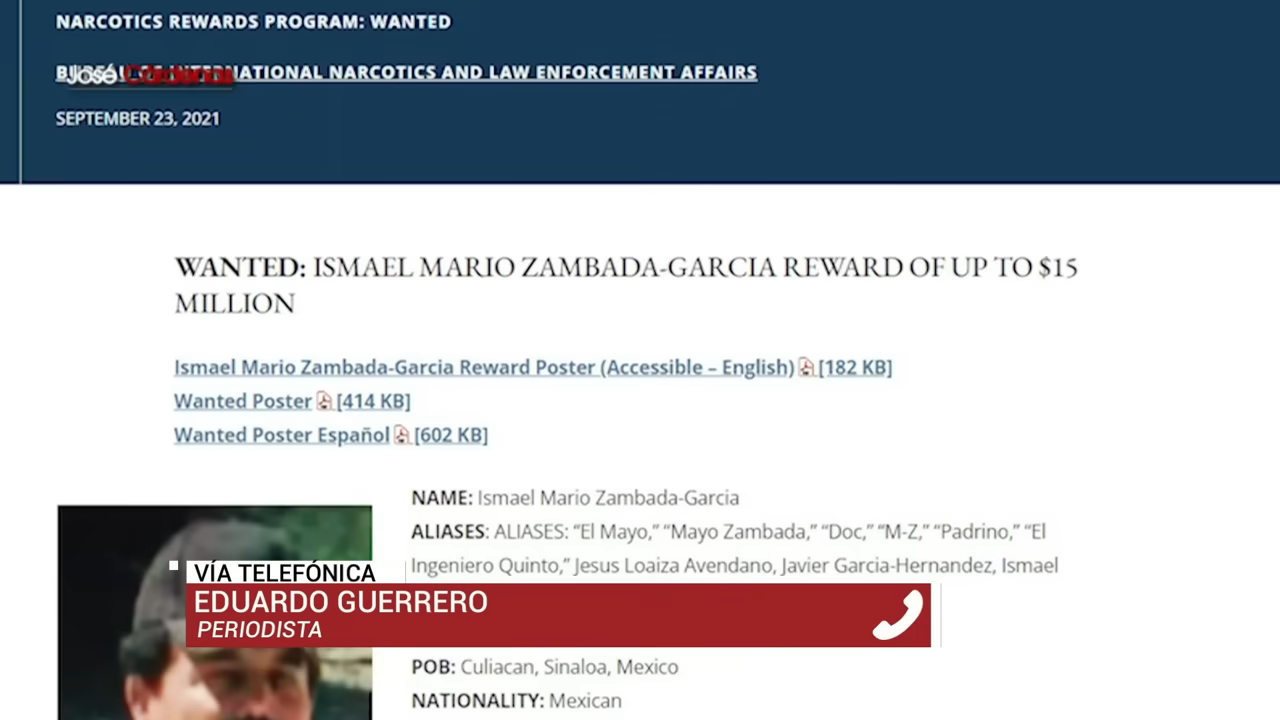 NARCOTICS REWARDS PROGRAM: WANTED
INTERNATIONAL NARCOTICS AND LAW ENFORCEMENT AFFAIRS
José Cárdenas
SEPTEMBER 23, 2021
WANTED: ISMAEL MARIO ZAMBADA-GARCIA REWARD OF UP TO $15
MILLION
Ismael Mario Zambada-Garcia Reward Poster (Accessible – English) [182 KB]
Wanted Poster [414 KB]
Wanted Poster Español [602 KB]
NAME: Ismael Mario Zambada-Garcia
ALIASES: ALIASES: “El Mayo,” “Mayo Zambada,” “Doc,” “M-Z,” “Padrino,” “El
Ingeniero Quinto,” Jesus Loaiza Avendano, Javier Garcia-Hernandez, Ismael
VÍA TELEFÓNICA
EDUARDO GUERRERO
PERIODISTA
POB: Culiacan, Sinaloa, Mexico
NATIONALITY: Mexican